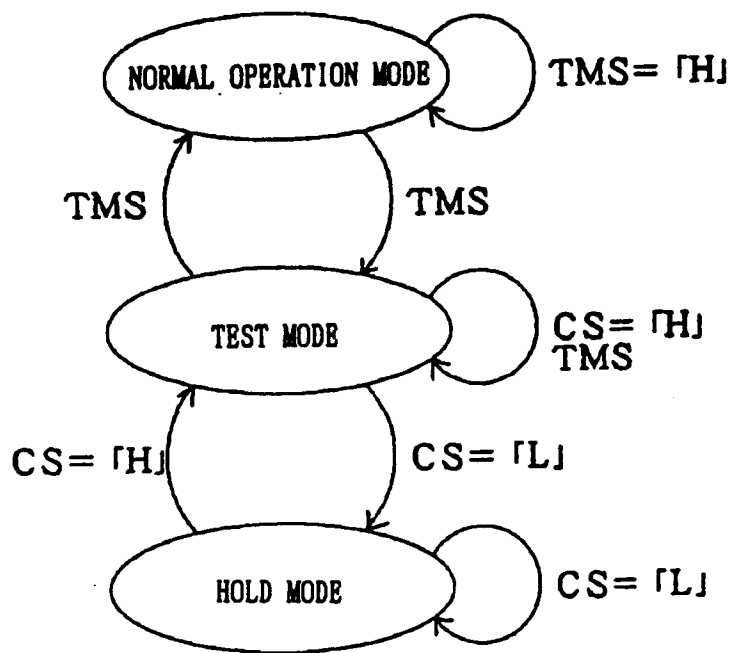 NORMAL OPERATION MODE
TMS= 「H」
TMS
TMS
TEST MODE
CS= 「H」
TMS
CS= 「H」
CS= 「L」
HOLD MODE
CS= 「L」